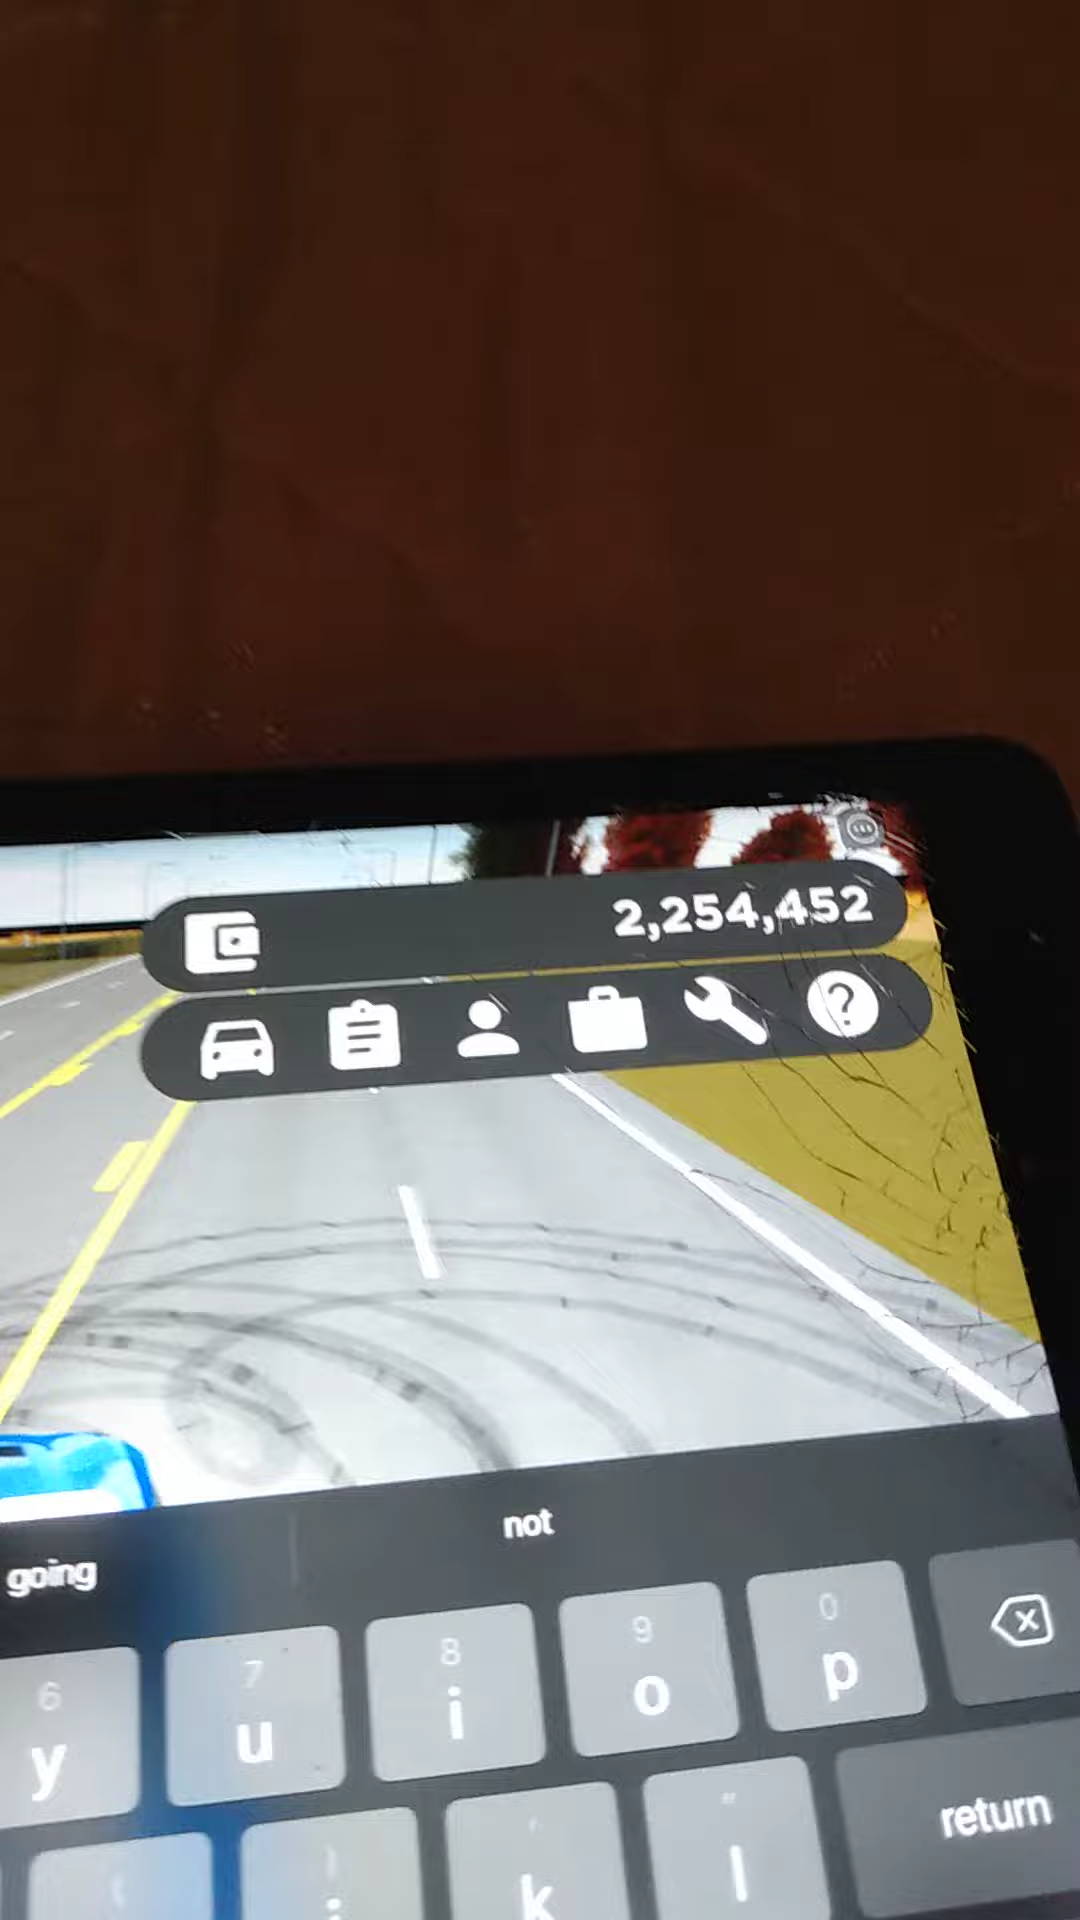 2,254,452
?
going not
6 7 8 9 0
y u i o p
k l return